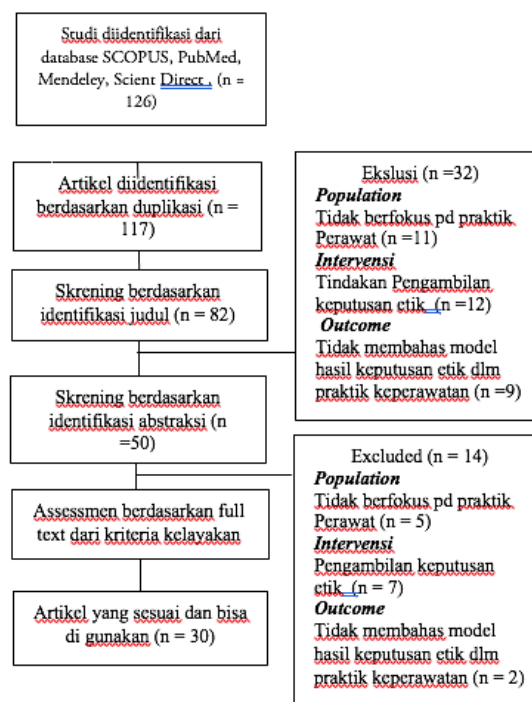 Studi diidentifikasi dari
database SCOPUS, PubMed,
Mendeley, Scient Direct . (n =
126)
Artikel diidentifikasi
berdasarkan duplikasi (n =
117)
Skrening berdasarkan
identifikasi judul (n = 82)
Ekslusi (n =32)
Population
Tidak berfokus pd praktik
Perawat (n =11)
Intervensi
Tindakan Pengambilan
keputusan etik (n =12)
Outcome
Tidak membahas model
hasil keputusan etik dlm
praktik keperawatan (n =9)
Skrening berdasarkan
identifikasi abstraksi (n
=50)
Assessmen berdasarkan full
text dari kriteria kelayakan
Artikel yang sesuai dan bisa
di gunakan (n = 30)
Excluded (n = 14)
Population
Tidak berfokus pd praktik
Perawat (n = 5)
Intervensi
Pengambilan keputusan
etik (n = 7)
Outcome
Tidak membahas model
hasil keputusan etik dlm
praktik keperawatan (n = 2)